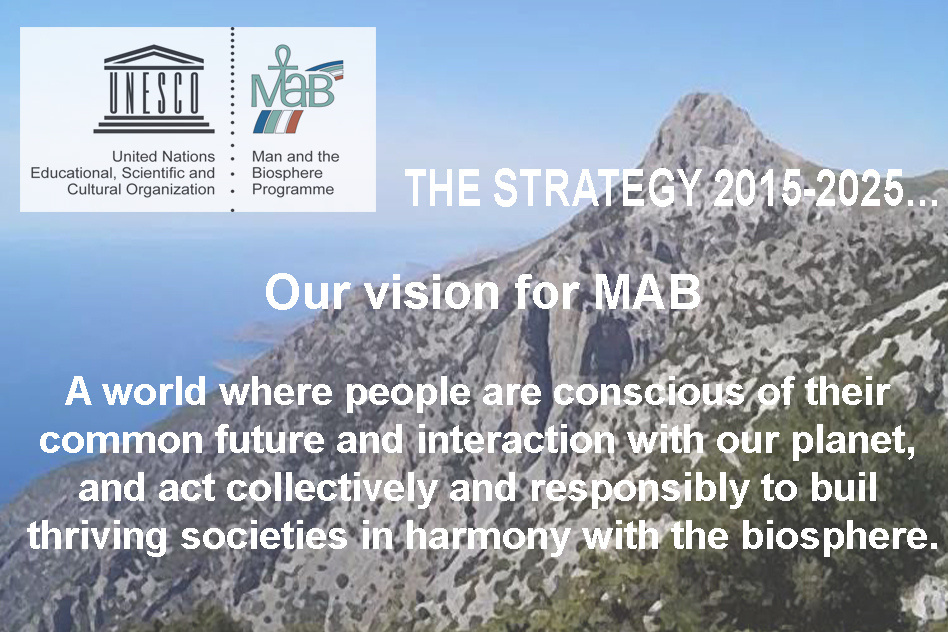 UNESCO
United Nations
Educational, Scientific and
Cultural Organization
MaB
Man and the
Biosphere
Programme
THE STRATEGY 2015-2025...
Our vision for MAB
A world where people are conscious of their
common future and interaction with our planet,
and act collectively and responsibly to buil
thriving societies in harmony with the biosphere.